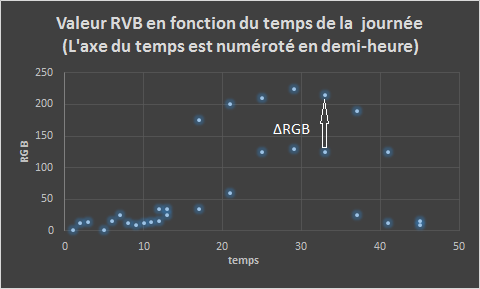 Valeur RVB en fonction du temps de la journée
(L'axe du temps est numéroté en demi-heure)
250
200
150
100
50
0
RGB
ΔRGB
0 10 20 30 40 50
temps